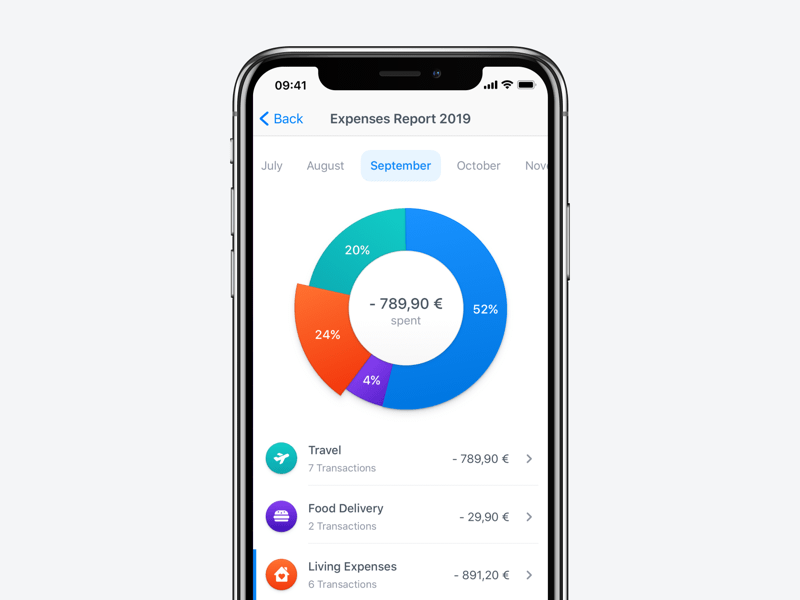 09:41
Back
Expenses Report 2019
July
August
September
October
Nov
20%
52%
24%
4%
- 789,90 €
spent
Travel
7 Transactions
- 789,90 €
Food Delivery
2 Transactions
- 29,90 €
Living Expenses
6 Transactions
- 891,20 €